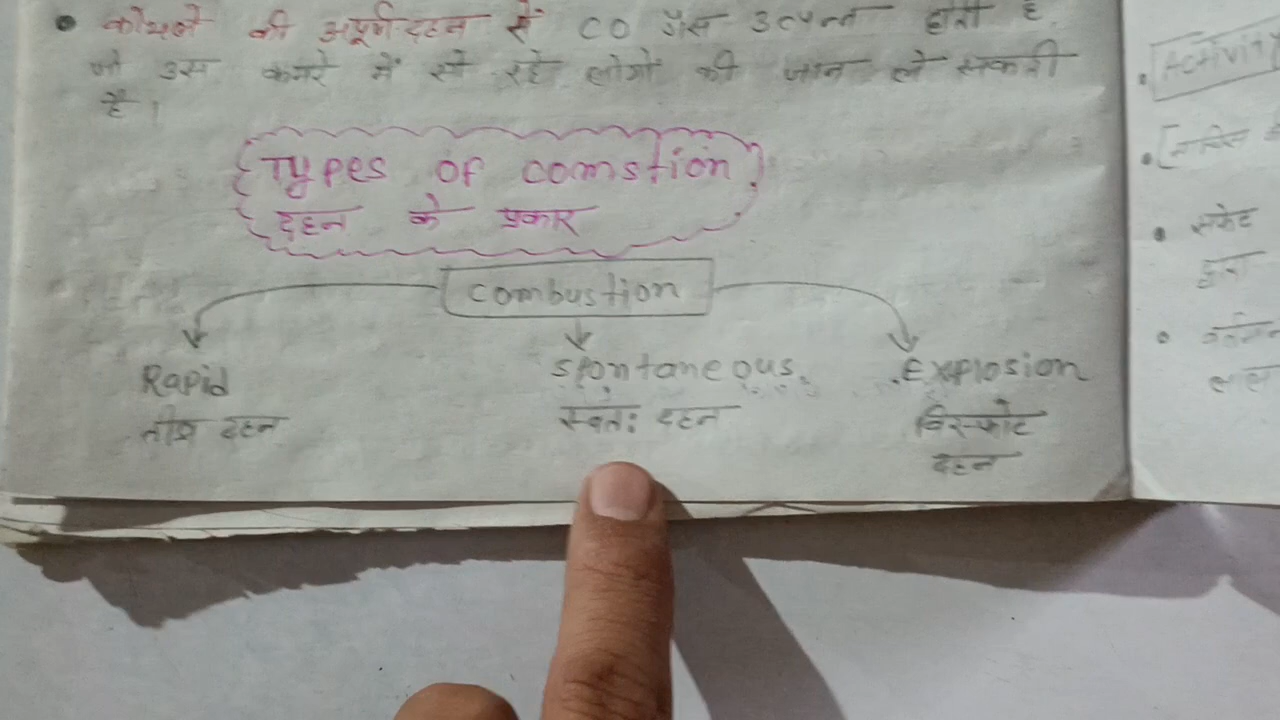 • कोयले की अपूर्ण दहन से CO गैस उत्पन्न होती है
जो उस कमरे में सो रहे लोगो की जान ले सकती
है।
Types of comstion
दहन के प्रकार
combustion
Rapid
तीव्र दहन
spontaneous
स्वतः दहन
Explosion
विस्फोट
दहन
• Activity
• सफेद
द्वारा